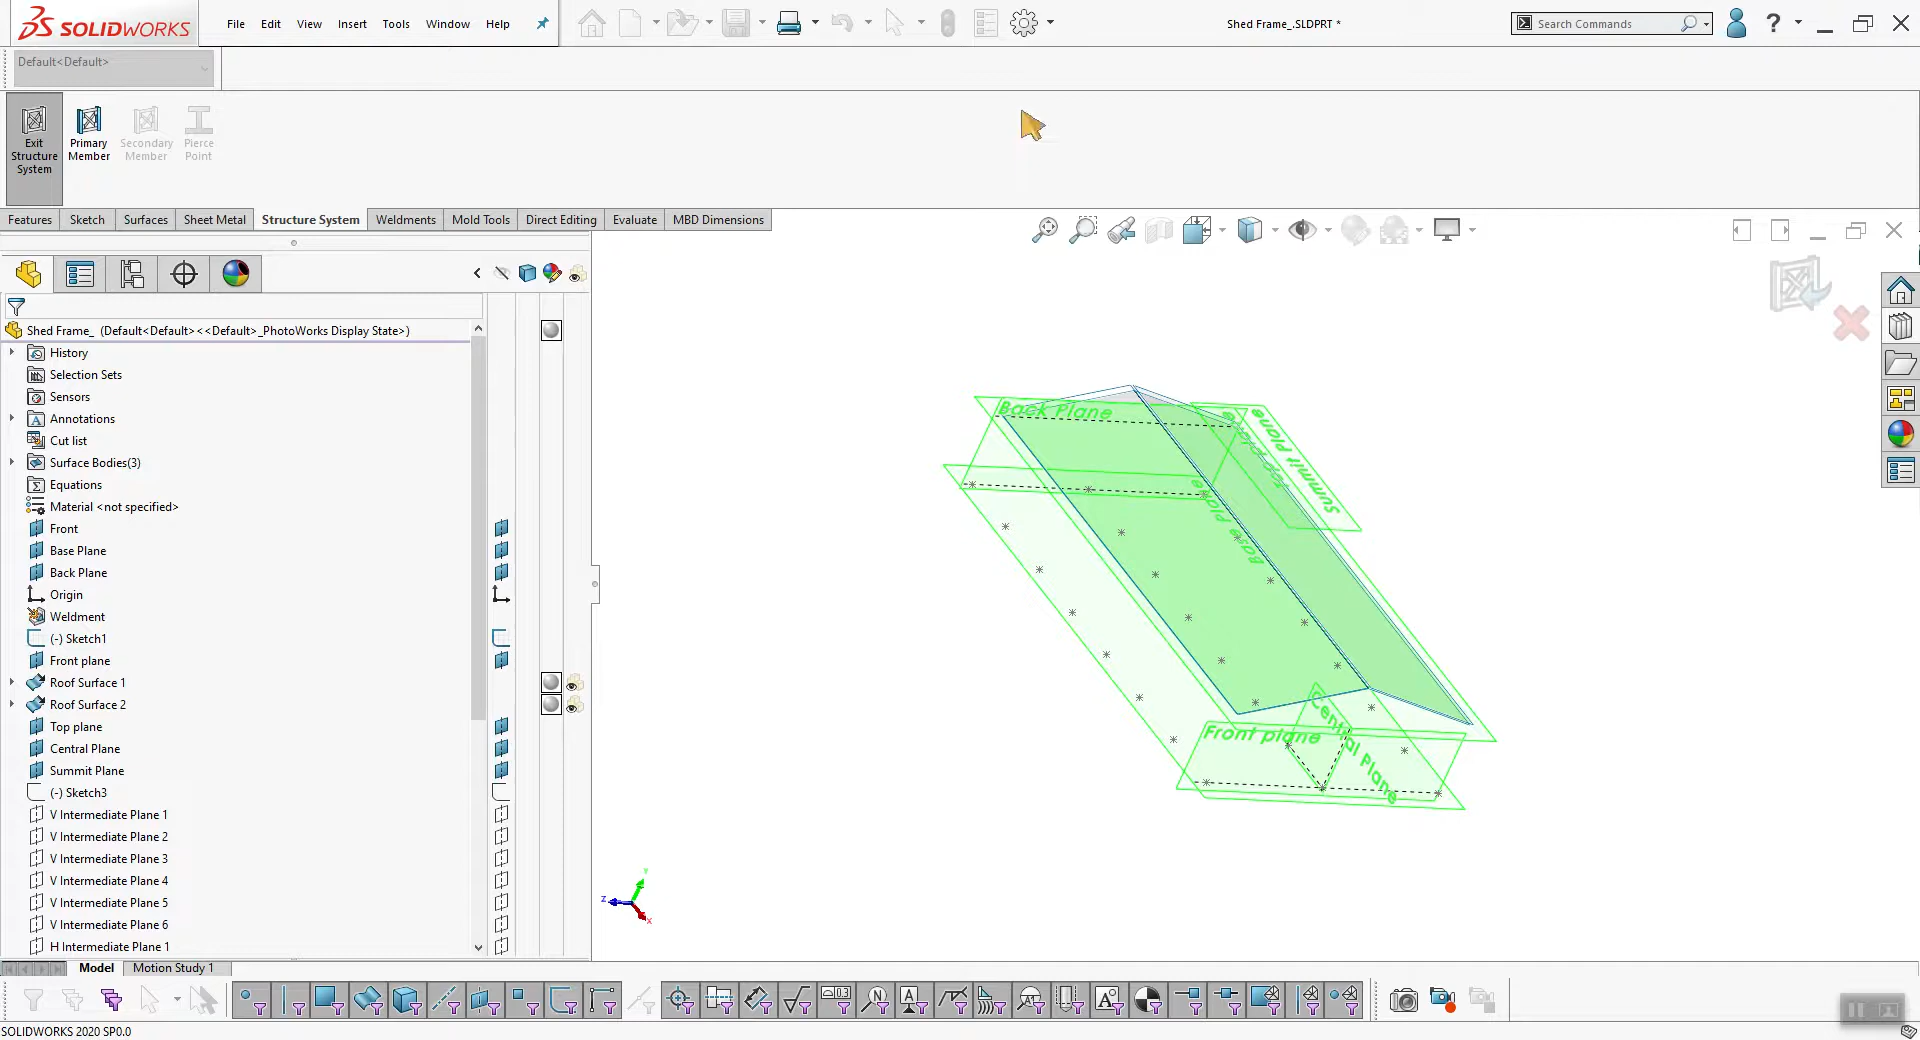 SOLIDWORKS
File
Edit
View
Insert
Tools
Window
Help
Shed Frame_.SLDPRT *
Search Commands
?
Default<Default>
Exit
Structure
System
Primary
Member
Secondary
Member
Pierce
Point
Features
Sketch
Surfaces
Sheet Metal
Structure System
Weldments
Mold Tools
Direct Editing
Evaluate
MBD Dimensions
Shed Frame_ (Default<Default><<Default>_PhotoWorks Display State>)
History
Selection Sets
Sensors
Annotations
Cut list
Surface Bodies(3)
Equations
Material <not specified>
Front
Base Plane
Back Plane
Origin
Weldment
(-) Sketch1
Front plane
Roof Surface 1
Roof Surface 2
Top plane
Central Plane
Summit Plane
(-) Sketch3
V Intermediate Plane 1
V Intermediate Plane 2
V Intermediate Plane 3
V Intermediate Plane 4
V Intermediate Plane 5
V Intermediate Plane 6
H Intermediate Plane 1
Back Plane
Summit Plane
Top plane
Base Plane
Central Plane
Front plane
Y
Z
X
Model
Motion Study 1
SOLIDWORKS 2020 SP0.0